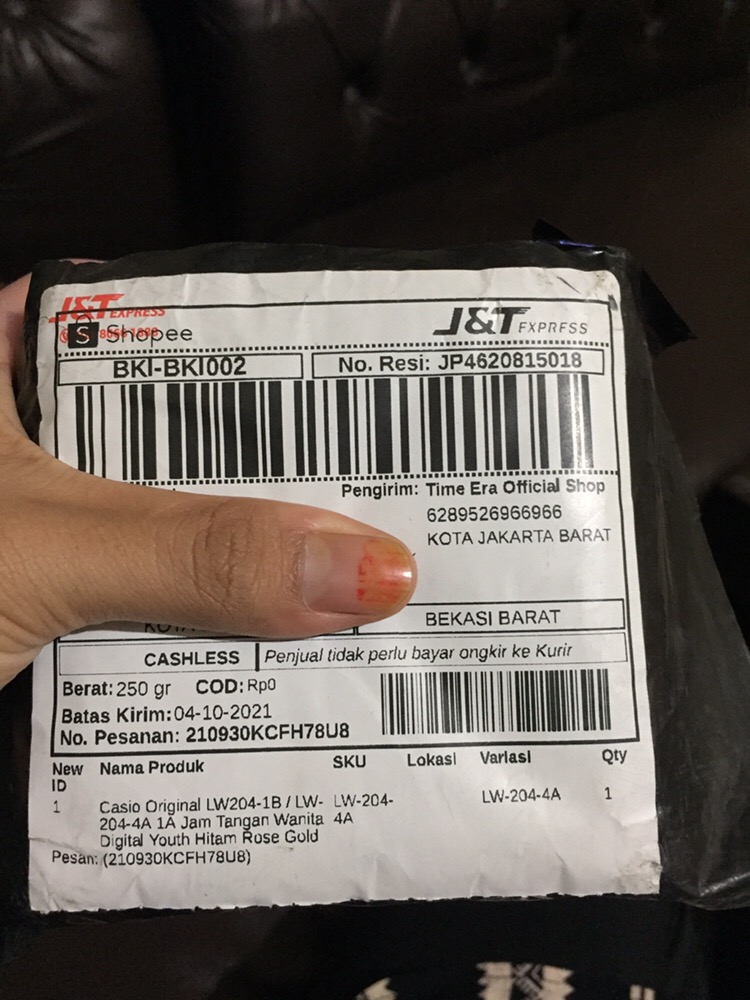 J&T EXPRESS
Shopee
J&T EXPRESS
BKI-BKI002
No. Resi: JP4620815018
Pengirim: Time Era Official Shop
6289526966966
KOTA JAKARTA BARAT
BEKASI BARAT
CASHLESS
Penjual tidak perlu bayar ongkir ke Kurir
Berat: 250 gr COD: Rp0
Batas Kirim: 04-10-2021
No. Pesanan: 210930KCFH78U8
New ID Nama Produk SKU Lokasi Variasi Qty
1 Casio Original LW204-1B / LW- LW-204- LW-204-4A 1
204-4A 1A Jam Tangan Wanita 4A
Digital Youth Hitam Rose Gold
Pesan: (210930KCFH78U8)